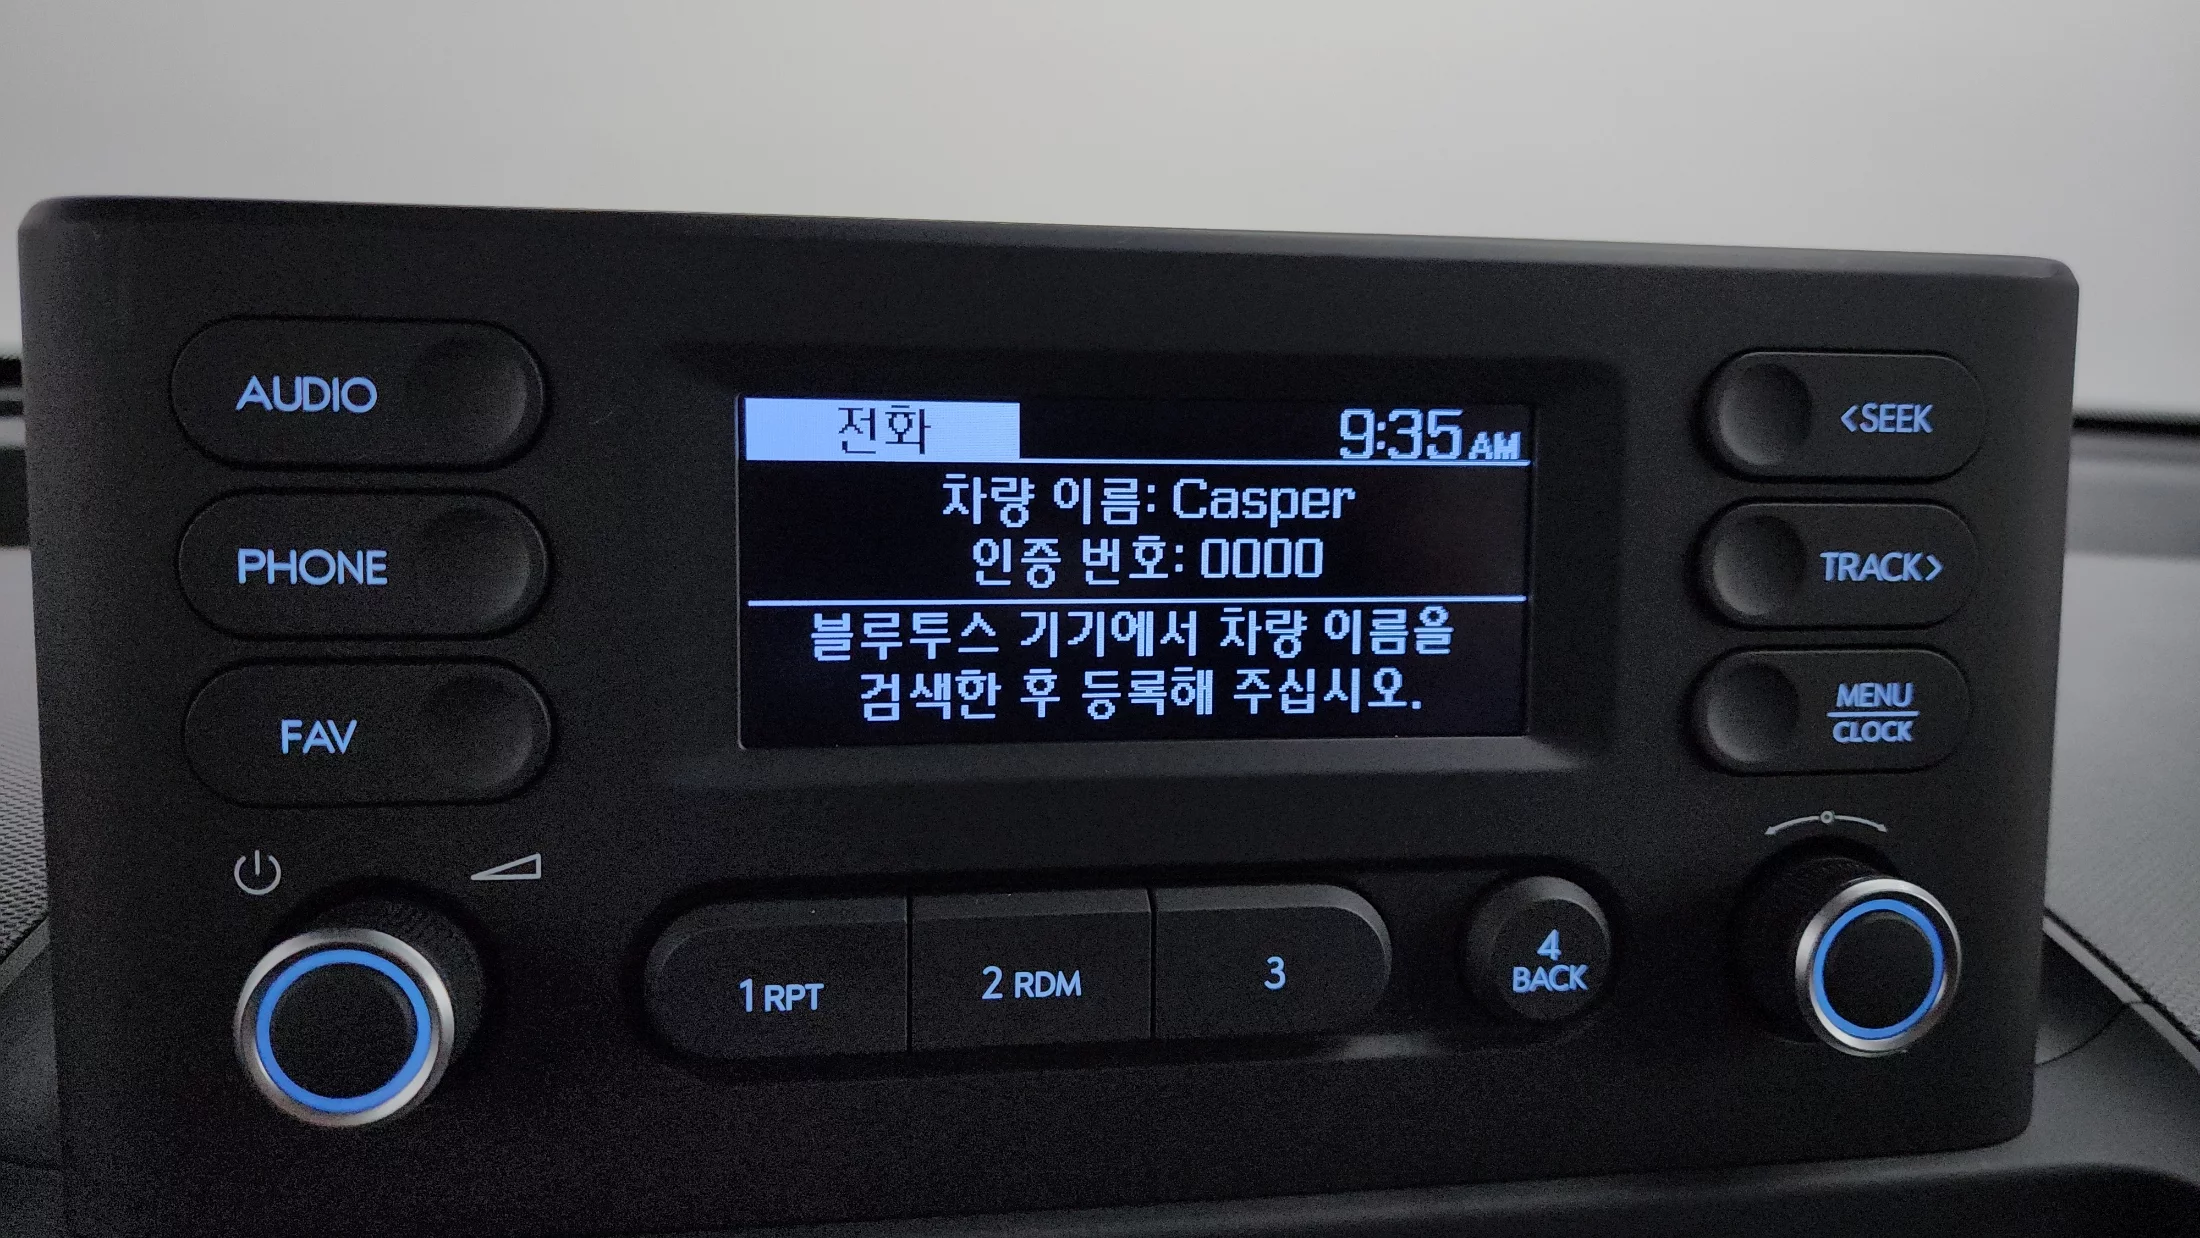 AUDIO
PHONE
FAV
전화 9:35 AM
차량 이름: Casper
인증 번호: 0000
블루투스 기기에서 차량 이름을
검색한 후 등록해 주십시오.
<SEEK
TRACK>
MENU
CLOCK
1 RPT
2 RDM
3
4
BACK